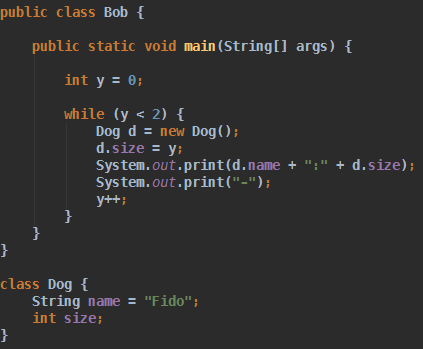 public class Bob {
public static void main(String[] args) {
int y = 0;
while (y < 2) {
Dog d = new Dog();
d.size = y;
System.out.print(d.name + ":" + d.size);
System.out.print("-");
y++;
}
}
}
class Dog {
String name = "Fido";
int size;
}